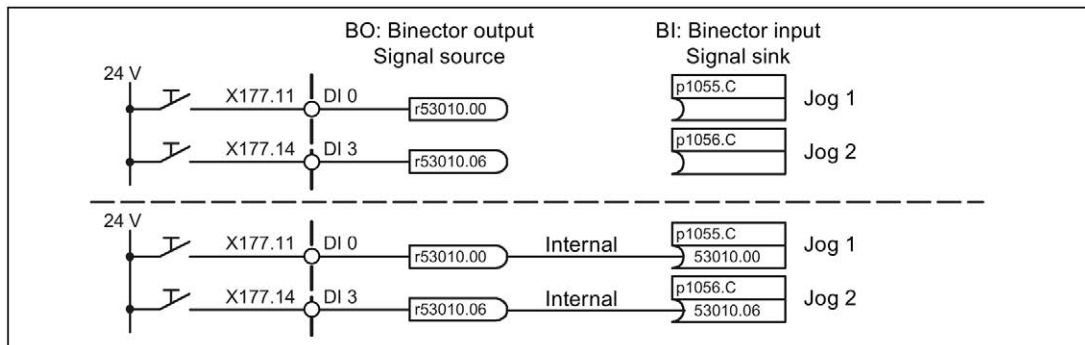 BO: Binector output BI: Binector input
Signal source Signal sink
24 V
X177.11 DI 0 r53010.00 p1055.C Jog 1
X177.14 DI 3 r53010.06 p1056.C Jog 2
24 V
X177.11 DI 0 r53010.00 Internal p1055.C Jog 1
53010.00
X177.14 DI 3 r53010.06 Internal p1056.C Jog 2
53010.06